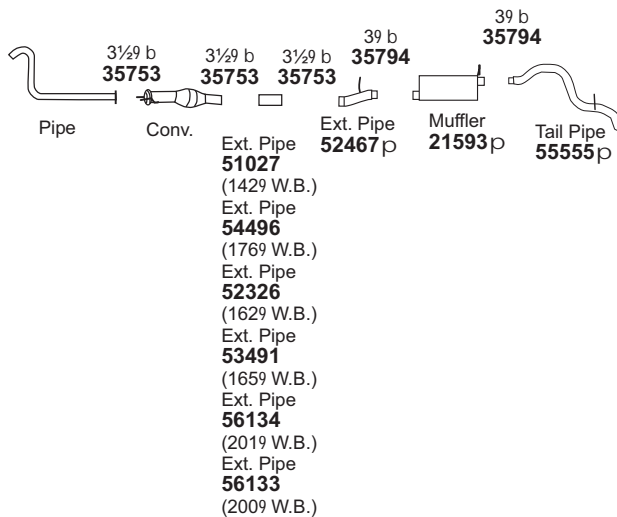 39 b
35794
39 b
35794
3½9 b
35753
3½9 b
35753
3½9 b
35753
Pipe
Conv.
Ext. Pipe
52467p
Muffler
21593p
Tail Pipe
55555p
Ext. Pipe
51027
(1429 W.B.)
Ext. Pipe
54496
(1769 W.B.)
Ext. Pipe
52326
(1629 W.B.)
Ext. Pipe
53491
(1659 W.B.)
Ext. Pipe
56134
(2019 W.B.)
Ext. Pipe
56133
(2009 W.B.)